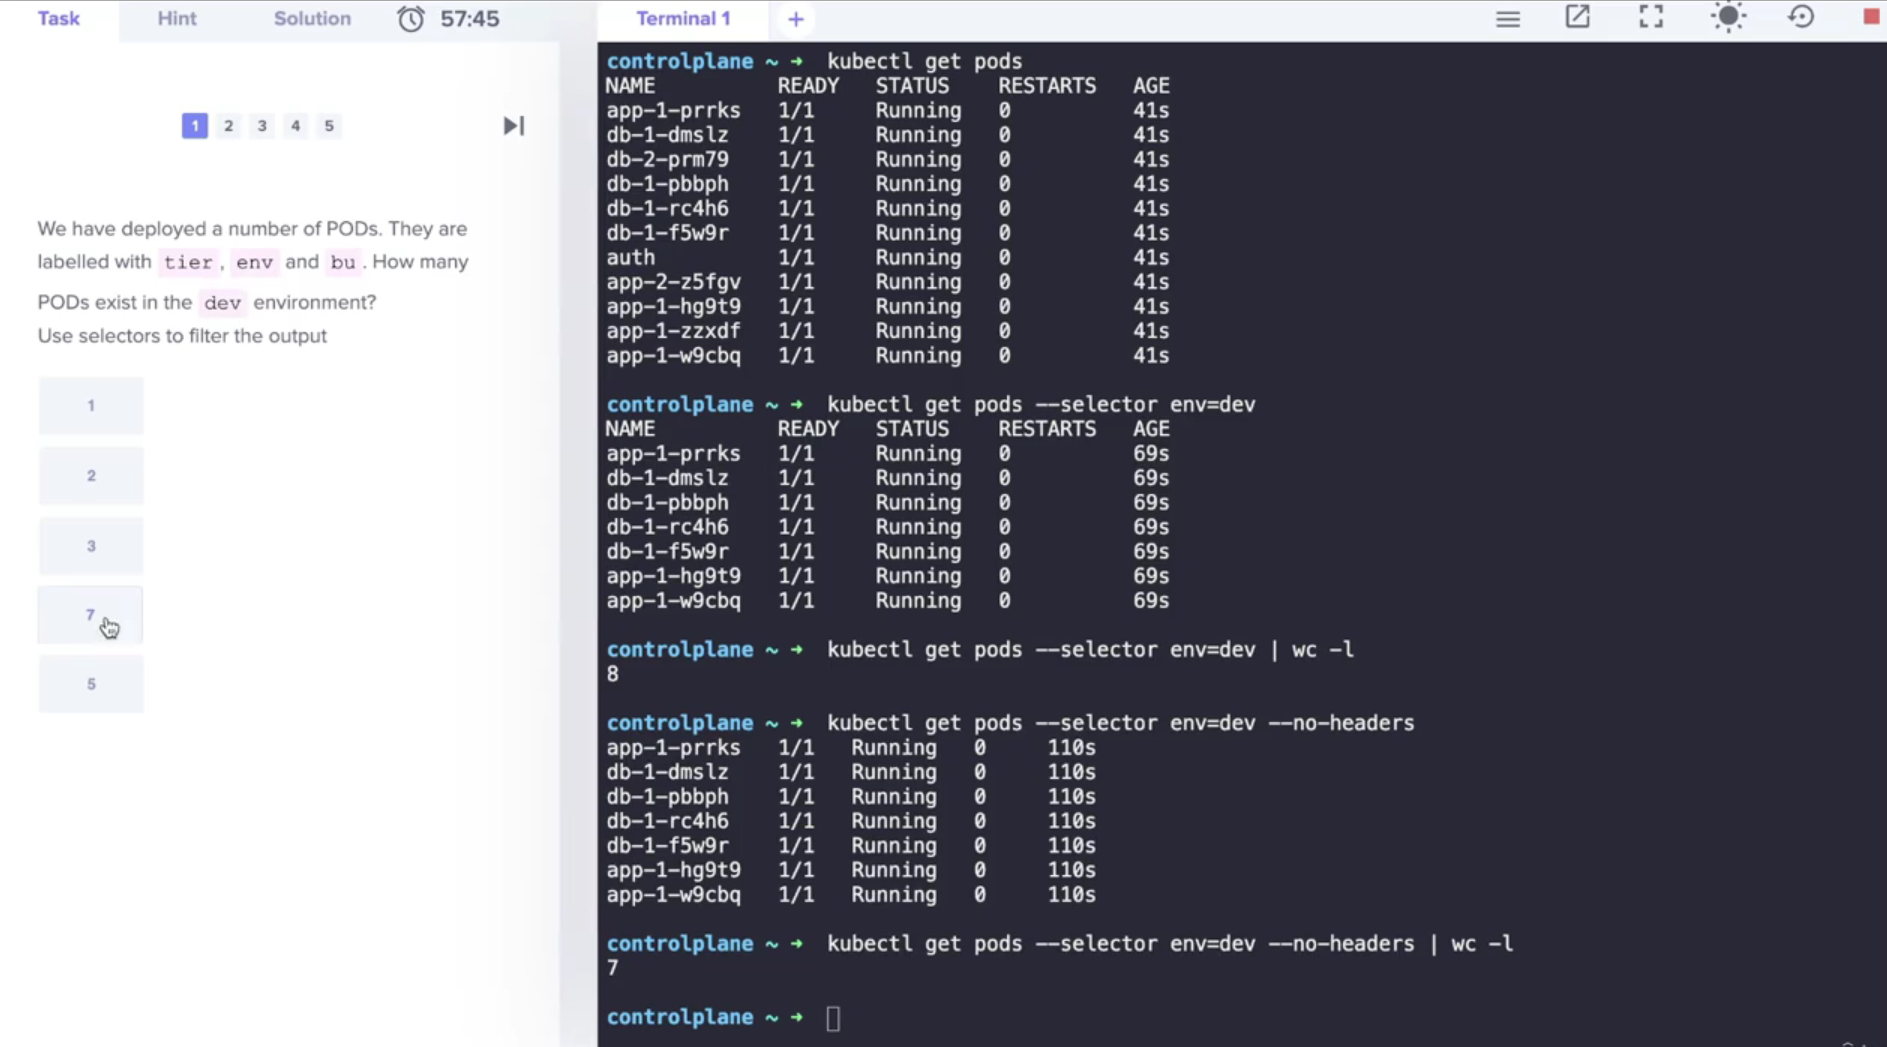 Task Hint Solution 57:45
1 2 3 4 5
We have deployed a number of PODs. They are
labelled with tier, env and bu. How many
PODs exist in the dev environment?
Use selectors to filter the output
1
2
3
7
5
Terminal 1 +
controlplane ~ ➜ kubectl get pods
NAME READY STATUS RESTARTS AGE
app-1-prrks 1/1 Running 0 41s
db-1-dmslz 1/1 Running 0 41s
db-2-prm79 1/1 Running 0 41s
db-1-pbbph 1/1 Running 0 41s
db-1-rc4h6 1/1 Running 0 41s
db-1-f5w9r 1/1 Running 0 41s
auth 1/1 Running 0 41s
app-2-z5fgv 1/1 Running 0 41s
app-1-hg9t9 1/1 Running 0 41s
app-1-zzxdf 1/1 Running 0 41s
app-1-w9cbq 1/1 Running 0 41s
controlplane ~ ➜ kubectl get pods --selector env=dev
NAME READY STATUS RESTARTS AGE
app-1-prrks 1/1 Running 0 69s
db-1-dmslz 1/1 Running 0 69s
db-1-pbbph 1/1 Running 0 69s
db-1-rc4h6 1/1 Running 0 69s
db-1-f5w9r 1/1 Running 0 69s
app-1-hg9t9 1/1 Running 0 69s
app-1-w9cbq 1/1 Running 0 69s
controlplane ~ ➜ kubectl get pods --selector env=dev | wc -l
8
controlplane ~ ➜ kubectl get pods --selector env=dev --no-headers
app-1-prrks 1/1 Running 0 110s
db-1-dmslz 1/1 Running 0 110s
db-1-pbbph 1/1 Running 0 110s
db-1-rc4h6 1/1 Running 0 110s
db-1-f5w9r 1/1 Running 0 110s
app-1-hg9t9 1/1 Running 0 110s
app-1-w9cbq 1/1 Running 0 110s
controlplane ~ ➜ kubectl get pods --selector env=dev --no-headers | wc -l
7
controlplane ~ ➜